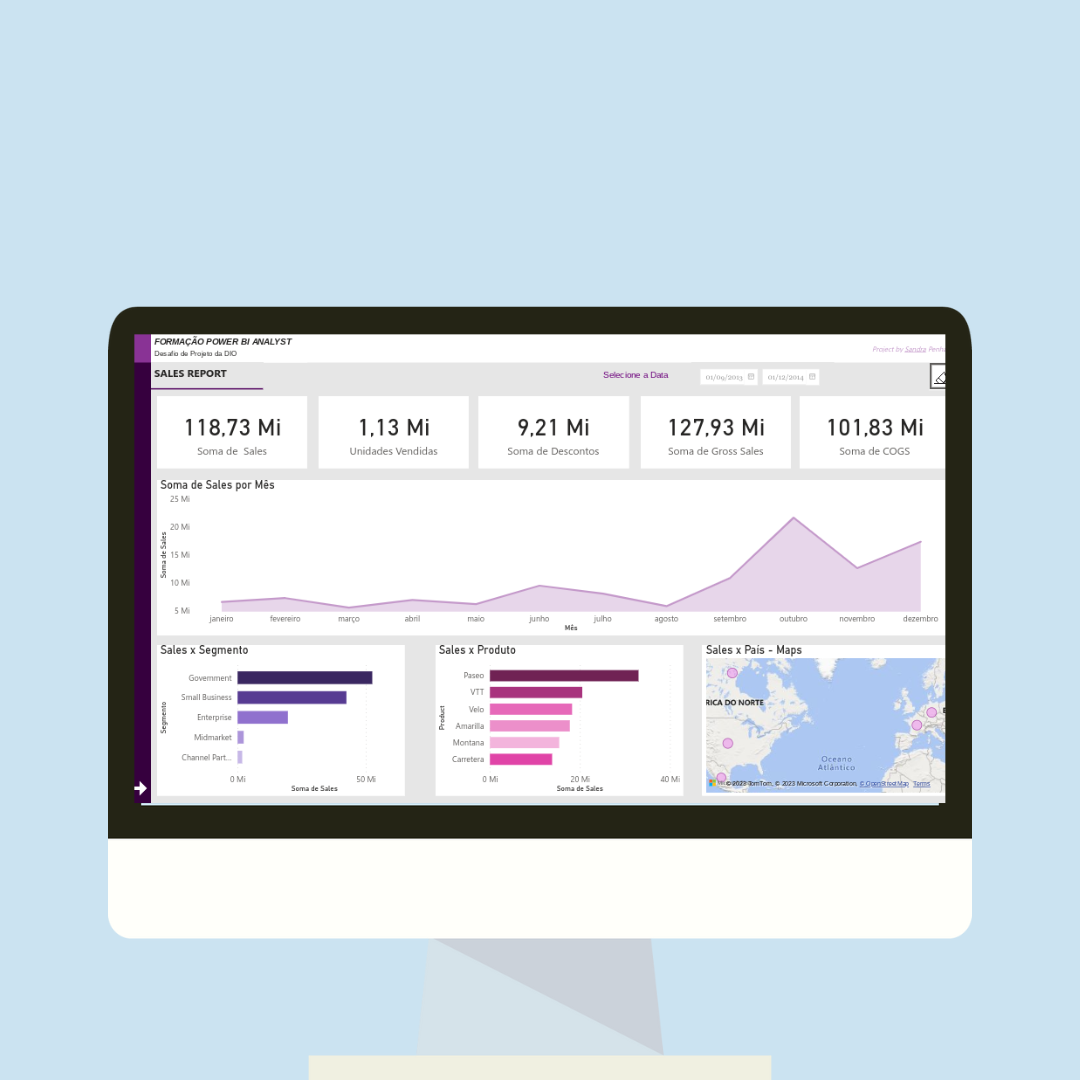 FORMAÇÃO POWER BI ANALYST
Desafio de Projeto da DIO
Project by Sandra
SALES REPORT
Selecione a Data
01/09/2013
01/12/2014
118,73 Mi
Soma de Sales
1,13 Mi
Unidades Vendidas
9,21 Mi
Soma de Descontos
127,93 Mi
Soma de Gross Sales
101,83 Mi
Soma de COGS
Soma de Sales por Mês
Soma de Sales
25 Mi
20 Mi
15 Mi
10 Mi
5 Mi
janeiro fevereiro março abril maio junho julho agosto setembro outubro novembro dezembro
Mês
Sales x Segmento
Segmento
Government
Small Business
Enterprise
Midmarket
Channel Part...
0 Mi 50 Mi
Soma de Sales
Sales x Produto
Product
Paseo
VTT
Velo
Amarilla
Montana
Carretera
0 Mi 20 Mi 40 Mi
Soma de Sales
Sales x País - Maps
RICA DO NORTE
Oceano
Atlântico
© 2023 TomTom, © 2023 Microsoft Corporation, © OpenStreetMap Terms